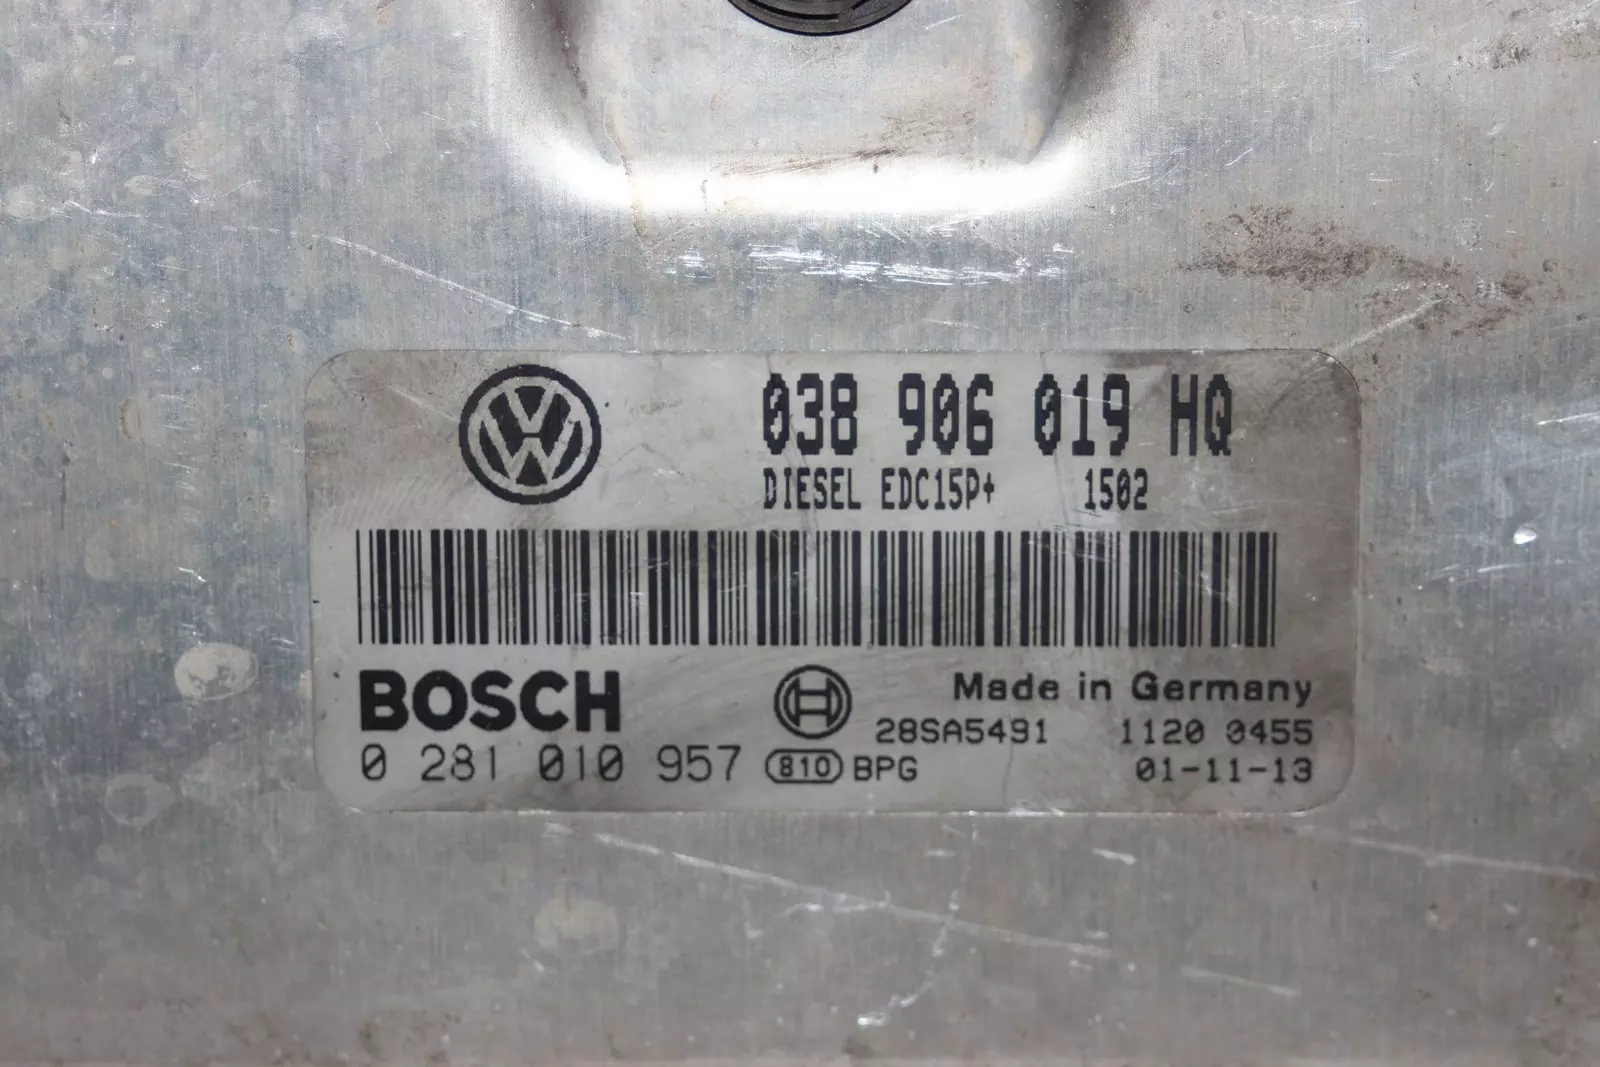 038 906 019 HQ
DIESEL EDC15P+ 1502
BOSCH
Made in Germany
28SA5491 1120 0455
0 281 010 957 810 BPG 01-11-13